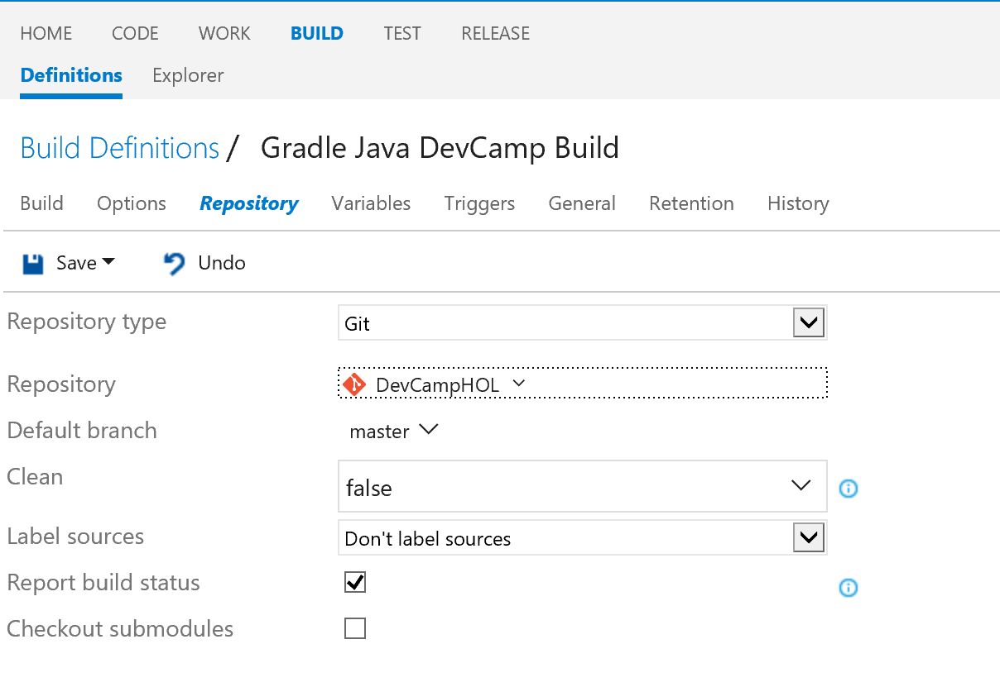 HOME CODE WORK BUILD TEST RELEASE
Definitions Explorer
Build Definitions / Gradle Java DevCamp Build
Build Options Repository Variables Triggers General Retention History
Save Undo
Repository type Git
Repository DevCampHOL
Default branch master
Clean false
Label sources Don't label sources
Report build status
Checkout submodules